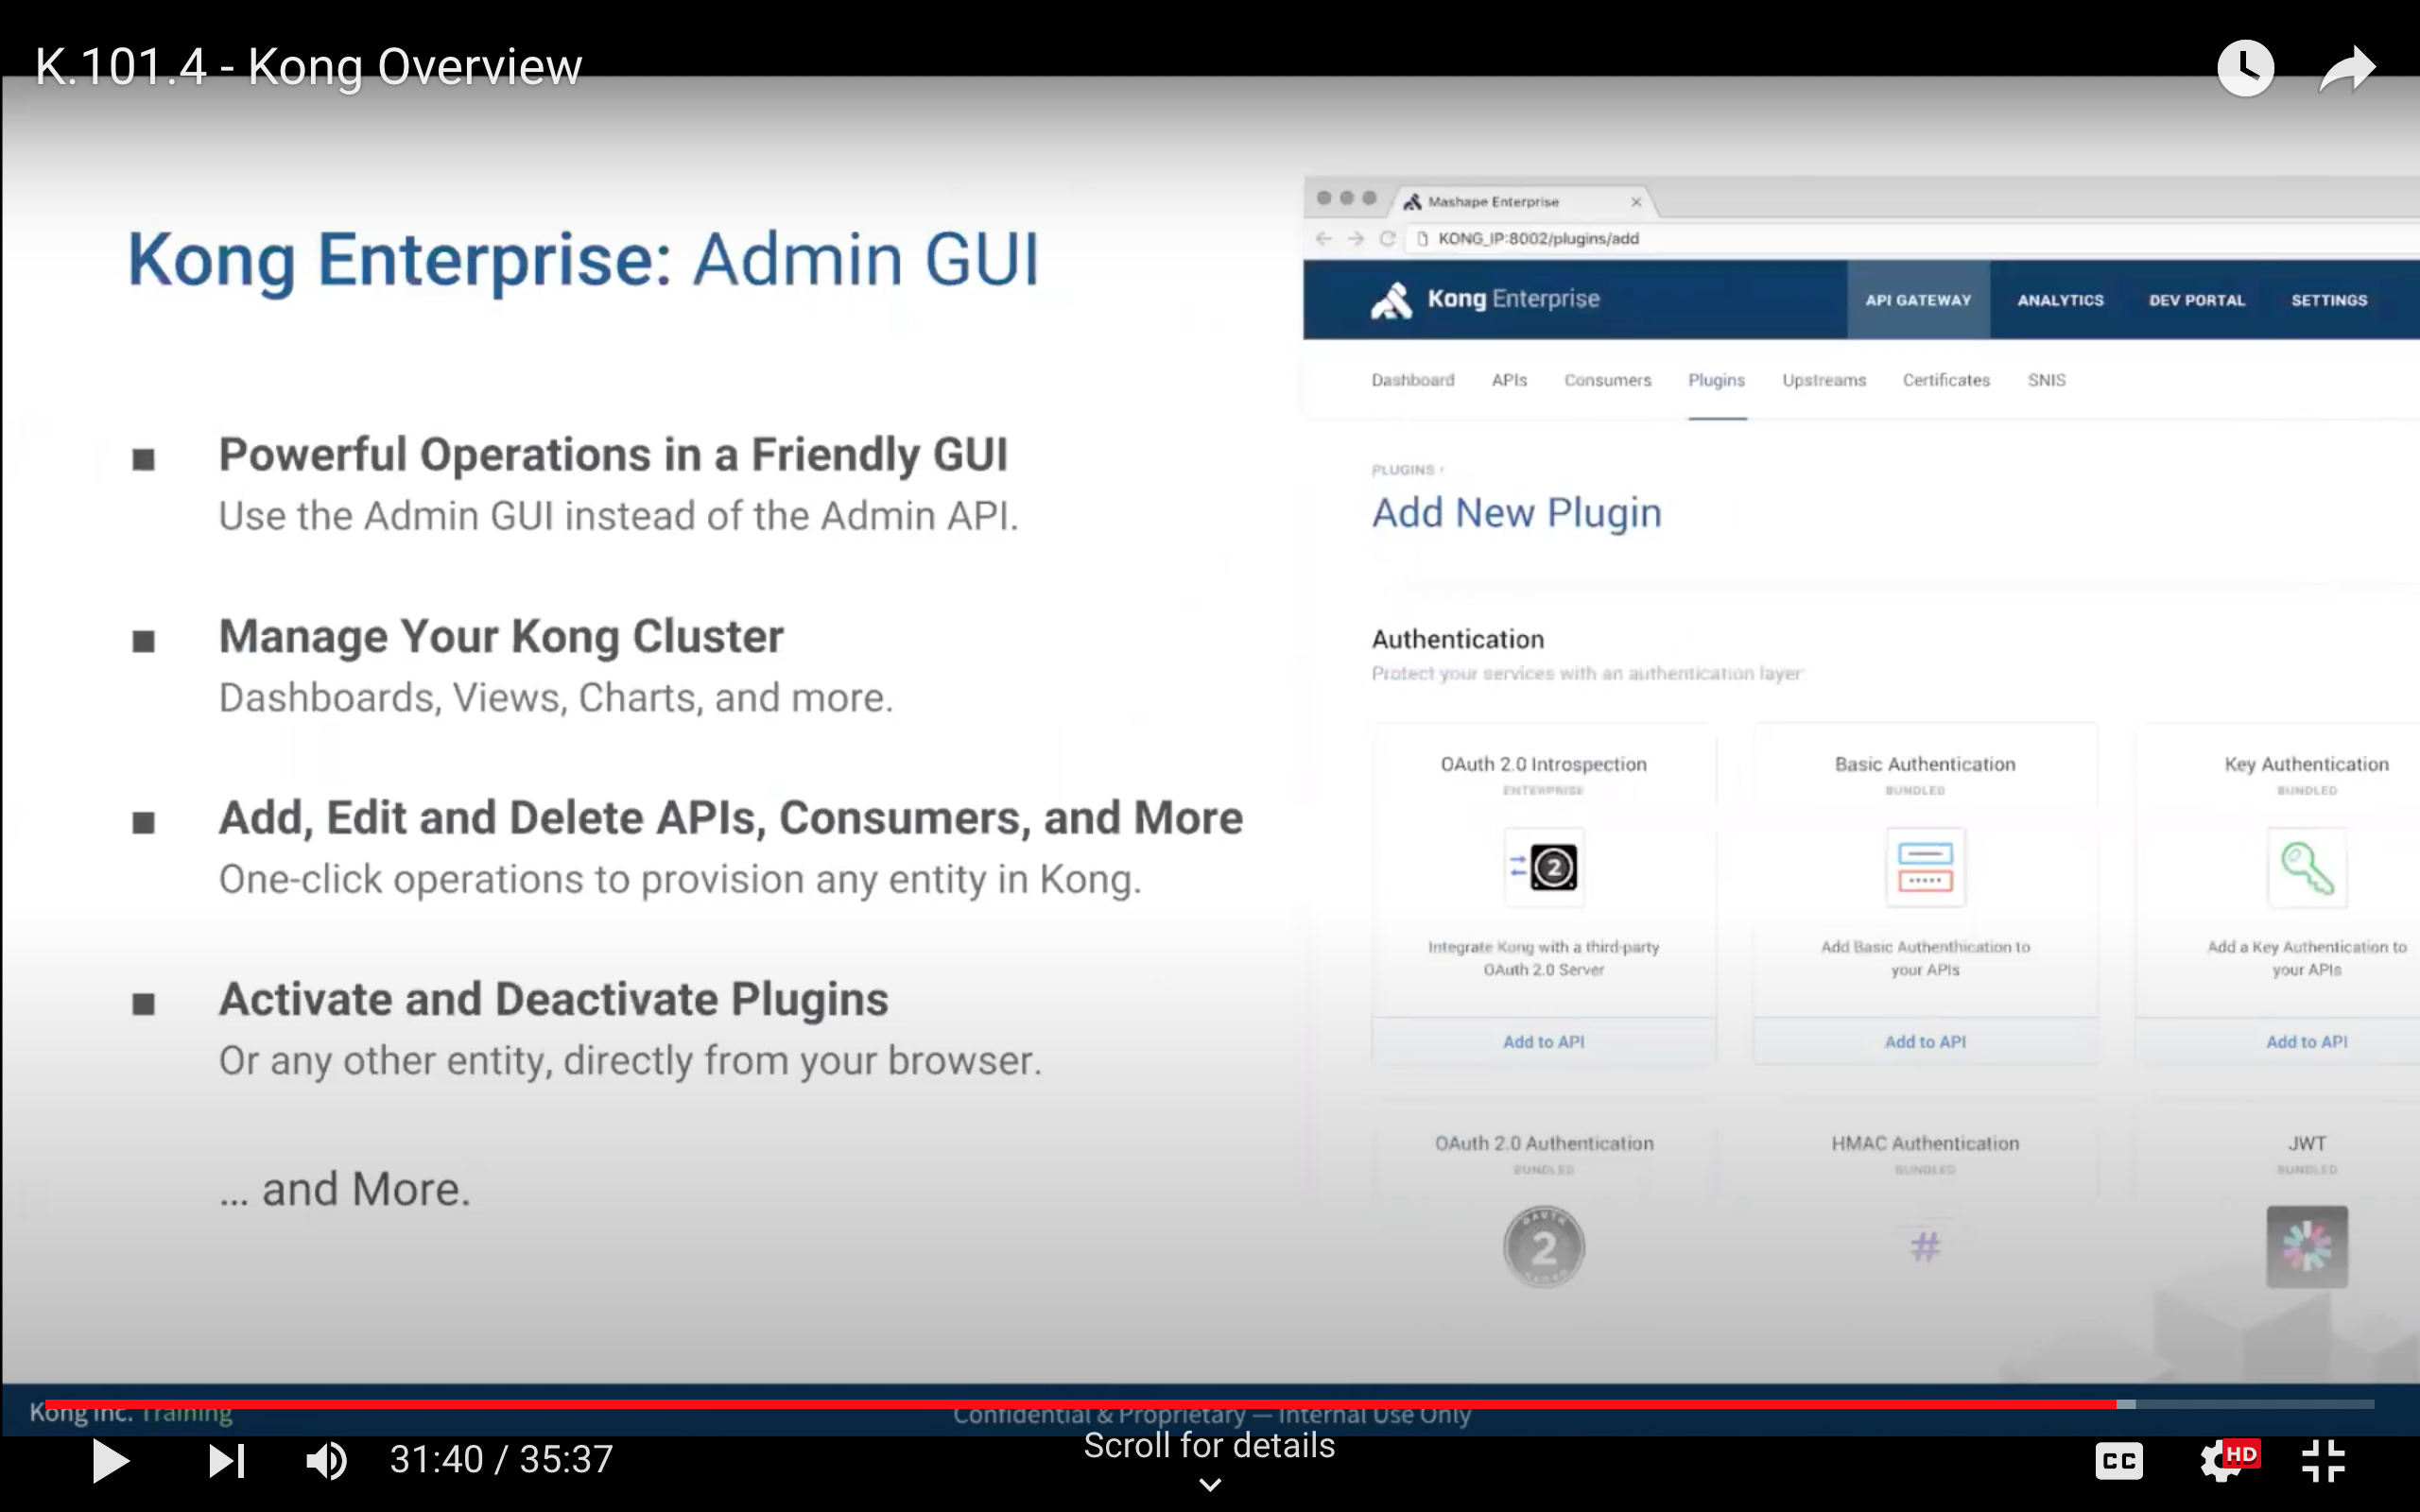 K.101.4 - Kong Overview
Kong Enterprise: Admin GUI
■ Powerful Operations in a Friendly GUI
Use the Admin GUI instead of the Admin API.
■ Manage Your Kong Cluster
Dashboards, Views, Charts, and more.
■ Add, Edit and Delete APIs, Consumers, and More
One-click operations to provision any entity in Kong.
■ Activate and Deactivate Plugins
Or any other entity, directly from your browser.
... and More.
Mashape Enterprise
KONG_IP:8002/plugins/add
Kong Enterprise API GATEWAY ANALYTICS DEV PORTAL SETTINGS
Dashboard APIs Consumers Plugins Upstreams Certificates SNIS
PLUGINS ›
Add New Plugin
Authentication
Protect your services with an authentication layer
OAuth 2.0 Introspection Basic Authentication Key Authentication
ENTERPRISE BUNDLED BUNDLED
2
Integrate Kong with a third-party Add Basic Authenthication to Add a Key Authentication to
OAuth 2.0 Server your APIs your APIs
Add to API Add to API Add to API
OAuth 2.0 Authentication HMAC Authentication JWT
BUNDLED BUNDLED BUNDLED
OAUTH
2 #
Kong Inc. Training Confidential & Proprietary — Internal Use Only
Scroll for details
31:40 / 35:37 CC HD